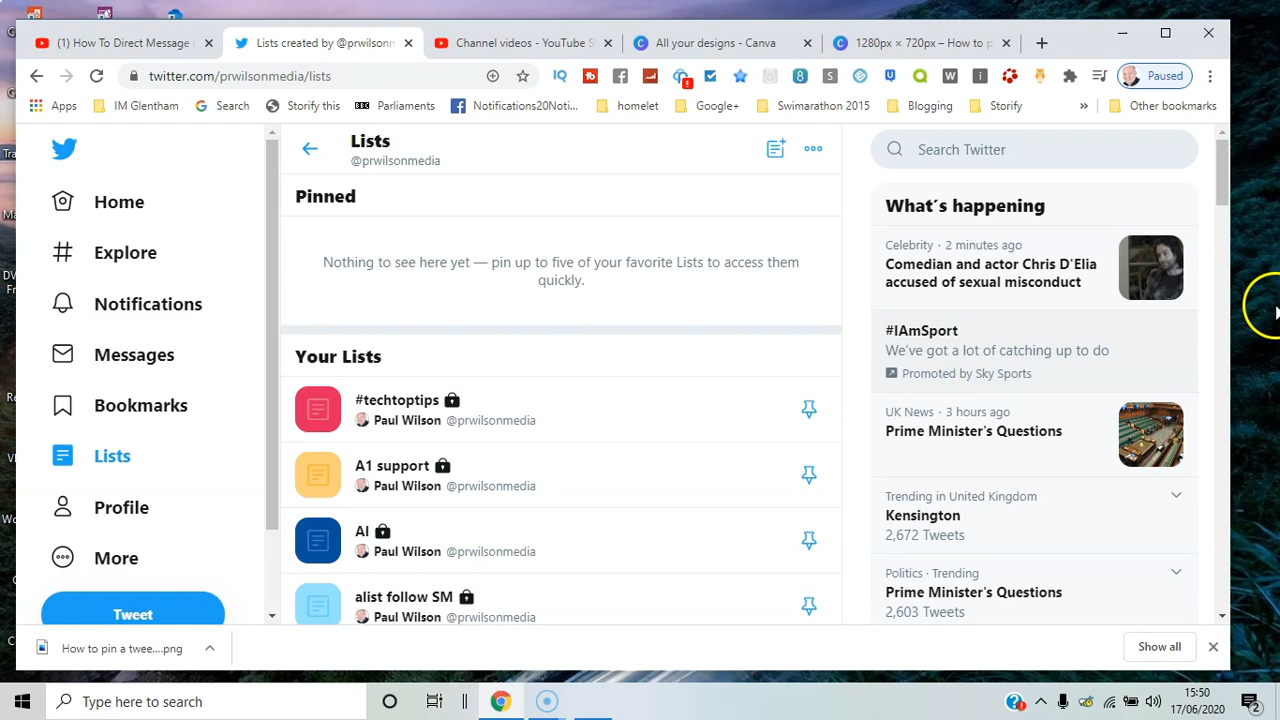 (1) How To Direct Message
Lists created by @prwilsonn
Channel videos - YouTube S
All your designs - Canva
1280px × 720px – How to p
twitter.com/prwilsonmedia/lists
Paused
Apps
IM Glentham
Search
Storify this
Parliaments
Notifications20Noti...
homelet
Google+
Swimarathon 2015
Blogging
Storify
»
Other bookmarks
Home
Explore
Notifications
Messages
Bookmarks
Lists
Profile
More
Tweet
Lists
@prwilsonmedia
Pinned
Nothing to see here yet — pin up to five of your favorite Lists to access them
quickly.
Your Lists
#techtoptips
Paul Wilson @prwilsonmedia
A1 support
Paul Wilson @prwilsonmedia
AI
Paul Wilson @prwilsonmedia
alist follow SM
Paul Wilson @prwilsonmedia
Search Twitter
What's happening
Celebrity · 2 minutes ago
Comedian and actor Chris D'Elia
accused of sexual misconduct
#IAmSport
We've got a lot of catching up to do
Promoted by Sky Sports
UK News · 3 hours ago
Prime Minister's Questions
Trending in United Kingdom
Kensington
2,672 Tweets
Politics · Trending
Prime Minister's Questions
2,603 Tweets
How to pin a twee....png
Show all
Type here to search
15:50
17/06/2020
2